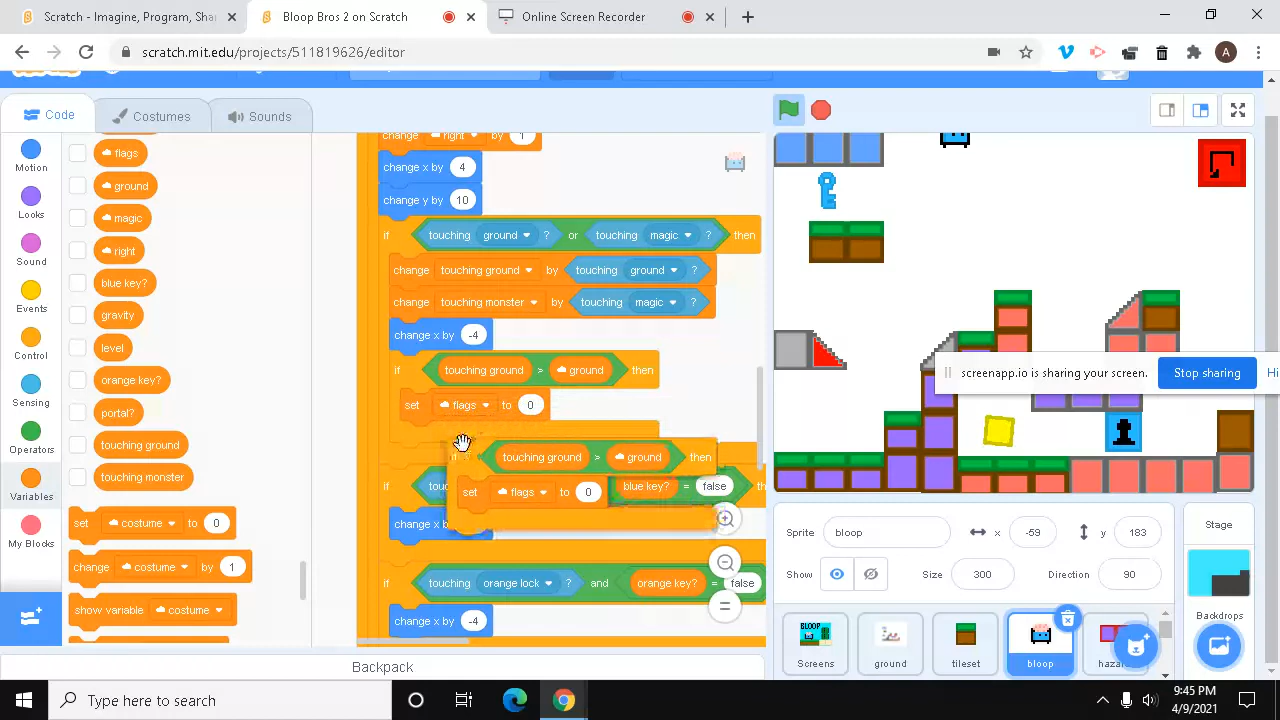 Scratch - Imagine, Program, Sha
Bloop Bros 2 on Scratch
Online Screen Recorder
scratch.mit.edu/projects/511819626/editor
A
Code
Costumes
Sounds
Motion
Looks
Sound
Events
Control
Sensing
Operators
Variables
My Blocks
flags
ground
magic
right
blue key?
gravity
level
orange key?
portal?
touching ground
touching monster
set costume to 0
change costume by 1
show variable costume
change right by 1
change x by 4
change y by 10
if touching ground ? or touching magic ? then
change touching ground by touching ground ?
change touching monster by touching magic ?
change x by -4
if touching ground > ground then
set flags to 0
if touching ground > ground then
set flags to 0
if blue key? = false
change x
if touching orange lock ? and orange key? = false
change x by -4
Backpack
screenapp.io is sharing your screen.
Stop sharing
Hi
Sprite
bloop
x
-59
y
183
Show
Size
300
Direction
90
Stage
Backdrops
BLOOP
Screens
ground
tileset
bloop
Type here to search
9:45 PM
4/9/2021